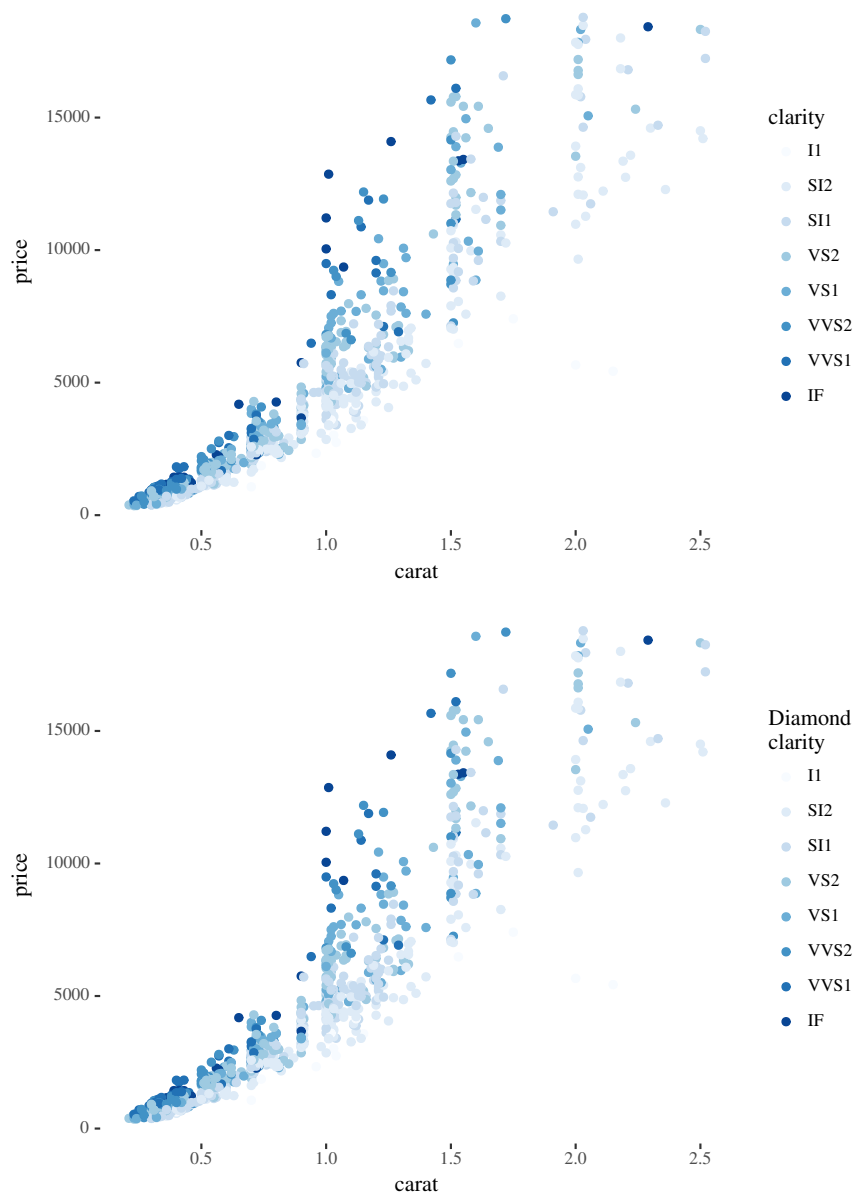 15000
10000
5000
0
price
0.5
1.0
1.5
2.0
2.5
carat
clarity
I1
SI2
SI1
VS2
VS1
VVS2
VVS1
IF
15000
10000
5000
0
price
0.5
1.0
1.5
2.0
2.5
carat
Diamond
clarity
I1
SI2
SI1
VS2
VS1
VVS2
VVS1
IF